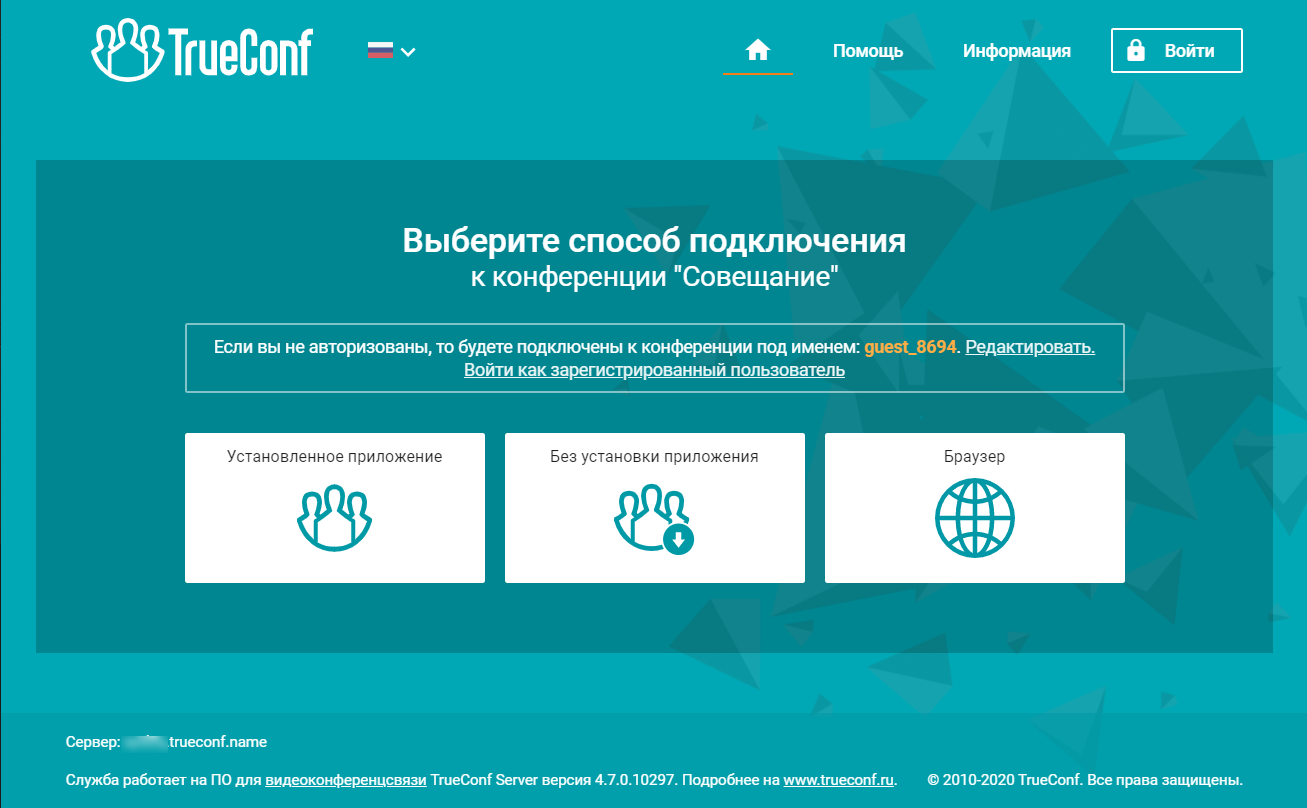 TrueConf
Помощь
Информация
Войти
Выберите способ подключения
к конференции "Совещание"
Если вы не авторизованы, то будете подключены к конференции под именем: guest_8694. Редактировать.
Войти как зарегистрированный пользователь
Установленное приложение
Без установки приложения
Браузер
Сервер: .trueconf.name
Служба работает на ПО для видеоконференцсвязи TrueConf Server версия 4.7.0.10297. Подробнее на www.trueconf.ru.
© 2010-2020 TrueConf. Все права защищены.